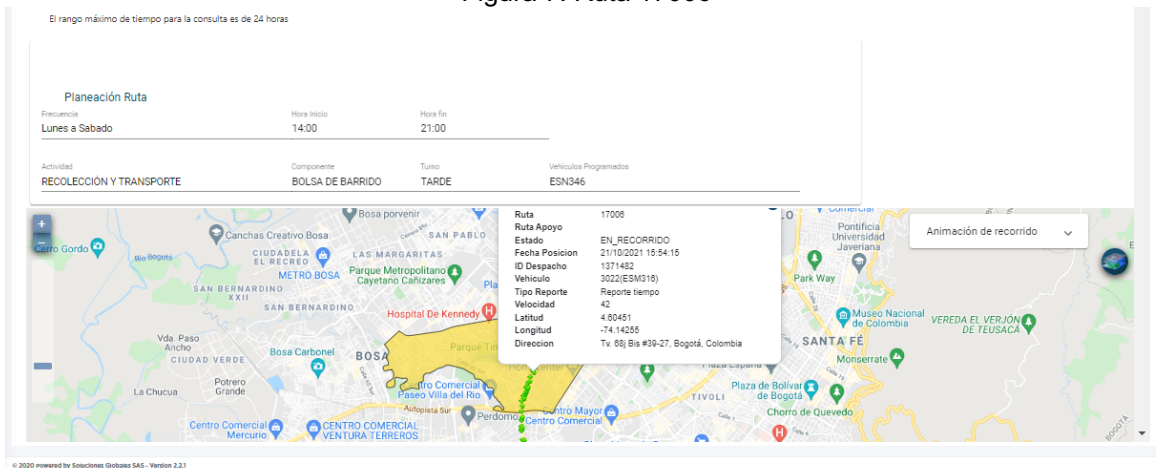 El rango máximo de tiempo para la consulta es de 24 horas
Planeación Ruta
Frecuencia Hora Inicio Hora fin
Lunes a Sabado 14:00 21:00
Actividad Componente Turno Vehiculos Programados
RECOLECCIÓN Y TRANSPORTE BOLSA DE BARRIDO TARDE ESN346
+
−
Ruta 17006
Ruta Apoyo
Estado EN_RECORRIDO
Fecha Posicion 21/10/2021 15:54:15
ID Despacho 1371482
Vehiculo 3022(ESM316)
Tipo Reporte Reporte tiempo
Velocidad 42
Latitud 4.60451
Longitud -74.14255
Direccion Tv. 68j Bis #39-27, Bogotá, Colombia
Animación de recorrido
Bosa porvenir
Canchas Creativo Bosa
SAN PABLO
Cerro Gordo
Rio Bogotá
CIUDADELA EL RECREO
LAS MARGARITAS
METRO BOSA
Parque Metropolitano
Cayetano Cañizares
SAN BERNARDINO
XXII
SAN BERNARDINO
Hospital De Kennedy
Vda. Paso
Ancho
CIUDAD VERDE
Bosa Carbonel
BOSA
Potrero
Grande
La Chucua
Centro Comercial
Paseo Villa del Rio
Autopista Sur
Centro Comercial
Mercurio
CENTRO COMERCIAL
VENTURA TERREROS
Perdomo
Centro Mayor
Centro Comercial
Pontificia
Universidad
Javeriana
Park Way
Museo Nacional
de Colombia
VEREDA EL VERJÓN
DE TEUSACÁ
SANTA FÉ
Monserrate
Plaza de Bolívar
de Bogotá
TIVOLI
Chorro de Quevedo
BOGOTÁ
© 2020 powered by Soluciones Globales SAS - Version 2.2.1